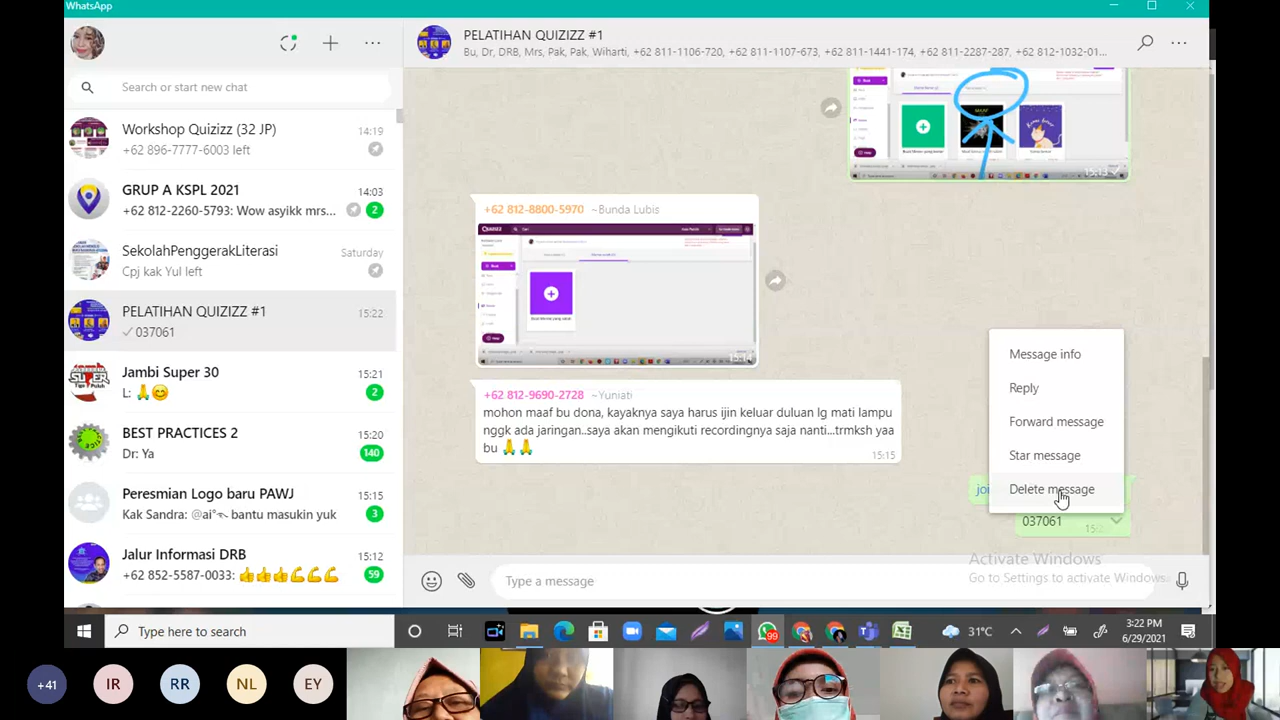 WhatsApp
PELATIHAN QUIZIZZ #1
Bu, Dr, DRB, Mrs, Pak, Pak, Wiharti, +62 811-1106-720, +62 811-1171-673, +62 811-1441-174, +62 811-2287-287, +62 812-1032-01...
Search or start new chat
Workshop Quizizz (32 JP)
14:19
left
GRUP A KSPL 2021
14:03
+62 812-2260-5793: Wow asyikk mrs...
2
SekolahPenggerakLiterasi
Saturday
Cpj kak Yul left
PELATIHAN QUIZIZZ #1
15:22
037061
Jambi Super 30
15:21
L: 🙏😊
2
BEST PRACTICES 2
15:20
Dr: Ya
140
Peresmian Logo baru PAWJ
15:15
Kak Sandra: bantu masukin yuk
3
Jalur Informasi DRB
15:12
+62 852-5587-0033: 👍👍👍💪💪💪
59
15:13
+62 812-8800-5970 ~Bunda Lubis
QUIZIZZ
+62 812-9690-2728 ~Yuniati
mohon maaf bu dona, kayaknya saya harus ijin keluar duluan lg mati lampu
nggk ada jaringan..saya akan mengikuti recordingnya saja nanti...trmksh yaa
bu 🙏🙏
15:15
Message info
Reply
Forward message
Star message
Delete message
037061
Activate Windows
Go to Settings to activate Windows.
Type a message
Type here to search
99
31°C
3:22 PM
6/29/2021
+41
IR
RR
NL
EY